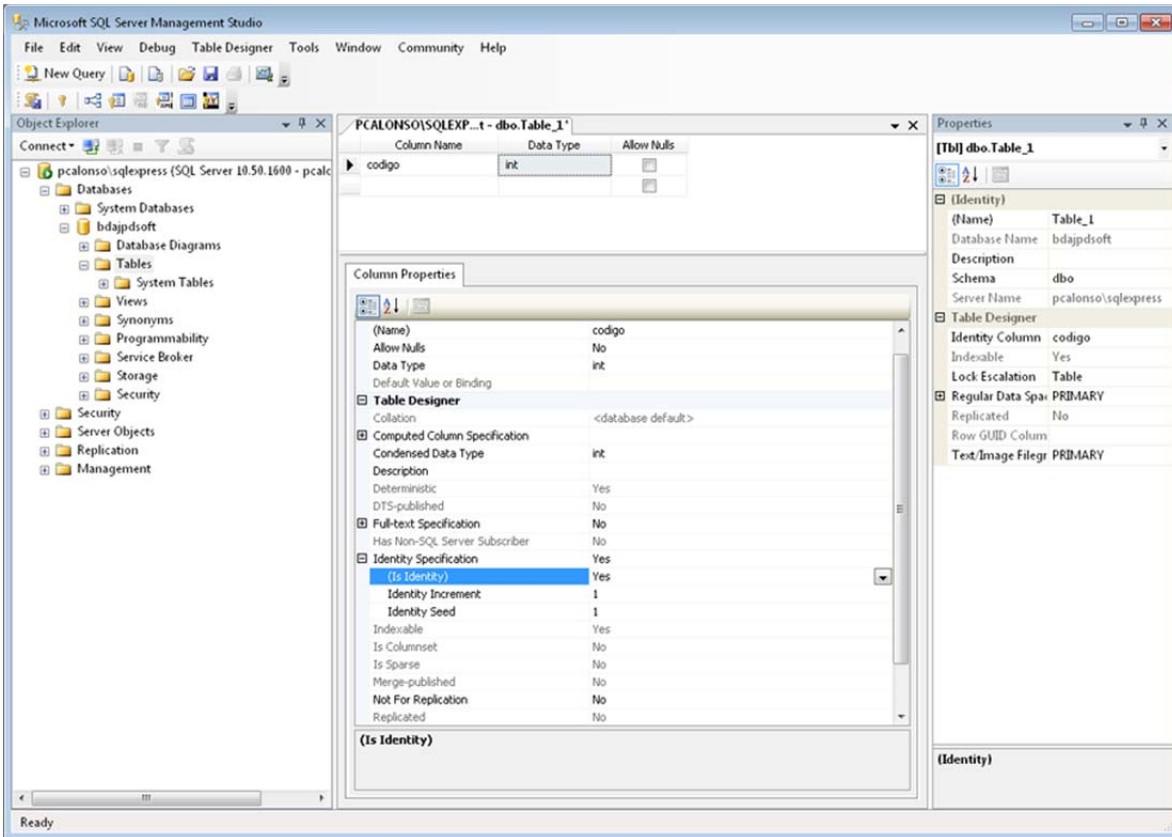 Microsoft SQL Server Management Studio
File Edit View Debug Table Designer Tools Window Community Help
New Query
Object Explorer
Connect
pcalonso\sqlexpress (SQL Server 10.50.1600 - pcalc
Databases
System Databases
bdajpdsoft
Database Diagrams
Tables
System Tables
Views
Synonyms
Programmability
Service Broker
Storage
Security
Security
Server Objects
Replication
Management
PCALONSO\SQLEXP...t - dbo.Table_1*
Column Name Data Type Allow Nulls
codigo int
Column Properties
(Name) codigo
Allow Nulls No
Data Type int
Default Value or Binding
Table Designer
Collation <database default>
Computed Column Specification
Condensed Data Type int
Description
Deterministic Yes
DTS-published No
Full-text Specification No
Has Non-SQL Server Subscriber No
Identity Specification Yes
(Is Identity) Yes
Identity Increment 1
Identity Seed 1
Indexable Yes
Is Columnset No
Is Sparse No
Merge-published No
Not For Replication No
Replicated No
(Is Identity)
Properties
[Tbl] dbo.Table_1
(Identity)
(Name) Table_1
Database Name bdajpdsoft
Description
Schema dbo
Server Name pcalonso\sqlexpress
Table Designer
Identity Column codigo
Indexable Yes
Lock Escalation Table
Regular Data Spa PRIMARY
Replicated No
Row GUID Colum
Text/Image Filegr PRIMARY
(Identity)
Ready